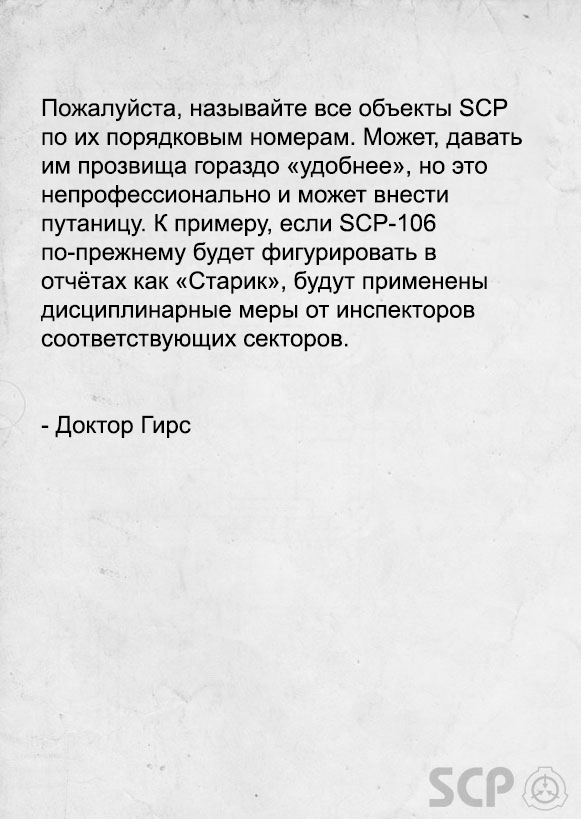 Пожалуйста, называйте все объекты SCP
по их порядковым номерам. Может, давать
им прозвища гораздо «удобнее», но это
непрофессионально и может внести
путаницу. К примеру, если SCP-106
по-прежнему будет фигурировать в
отчётах как «Старик», будут применены
дисциплинарные меры от инспекторов
соответствующих секторов.
- Доктор Гирс
SCP